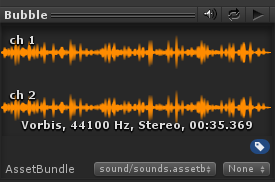 Bubble
ch 1
ch 2
Vorbis, 44100 Hz, Stereo, 00:35.369
AssetBundle sound/sounds.assetb None